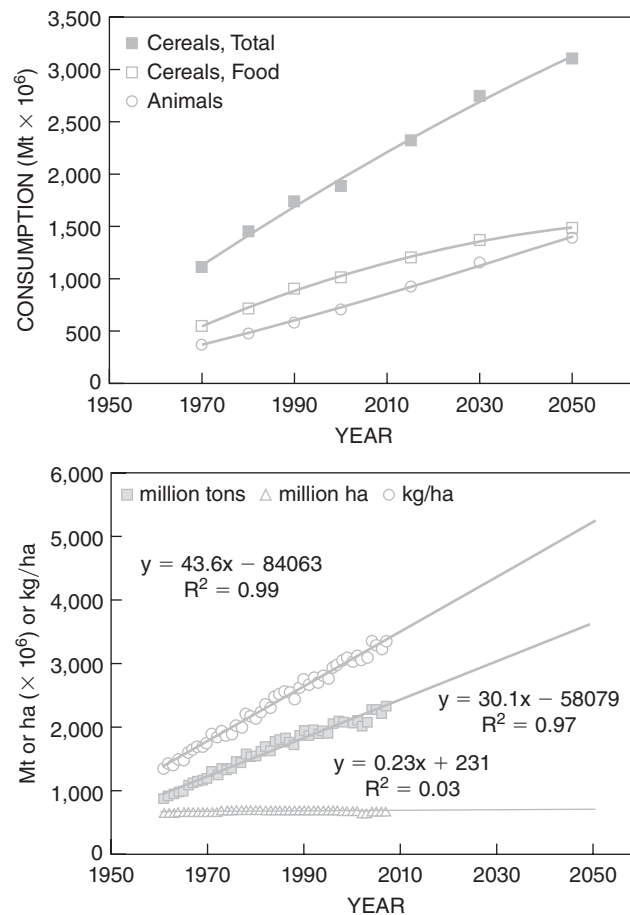 3,500
Cereals, Total
3,000
Cereals, Food
Animals
2,500
2,000
1,500
1,000
500
0
CONSUMPTION (Mt × 10⁶)
1950 1970 1990 2010 2030 2050
YEAR
6,000
million tons million ha kg/ha
5,000
y = 43.6x − 84063
R² = 0.99
4,000
3,000
y = 30.1x − 58079
R² = 0.97
2,000
y = 0.23x + 231
R² = 0.03
1,000
0
Mt or ha (× 10⁶) or kg/ha
1950 1970 1990 2010 2030 2050
YEAR